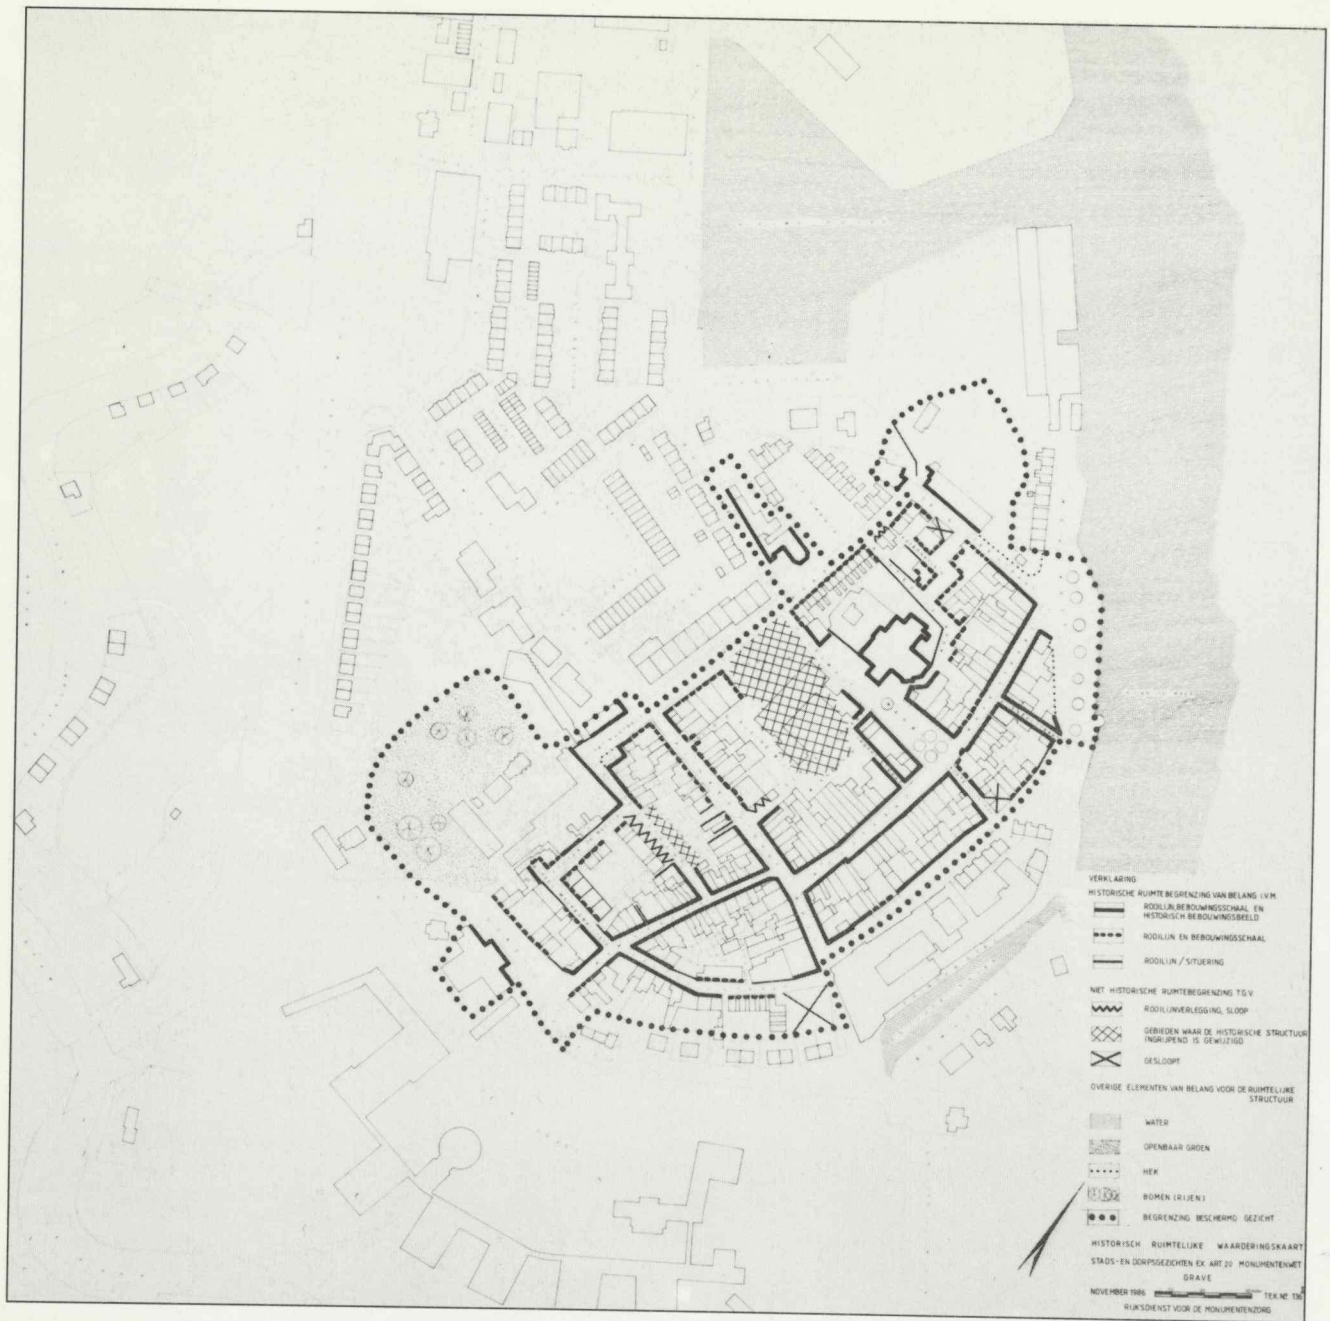 VERKLARING
HISTORISCHE RUIMTEBEGRENZING VAN BELANG I.V.M.
ROOILIJN, BEBOUWINGSSCHAAL EN
HISTORISCH BEBOUWINGSBEELD
ROOILIJN EN BEBOUWINGSSCHAAL
ROOILIJN / SITUERING
NIET HISTORISCHE RUIMTEBEGRENZING T.G.V.
ROOILIJNVERLEGGING, SLOOP
GEBIEDEN WAAR DE HISTORISCHE STRUCTUUR
INGRIJPEND IS GEWIJZIGD
GESLOOPT
OVERIGE ELEMENTEN VAN BELANG VOOR DE RUIMTELIJKE
STRUCTUUR
WATER
OPENBAAR GROEN
HEK
BOMEN (RIJEN)
BEGRENZING BESCHERMD GEZICHT
HISTORISCH RUIMTELIJKE WAARDERINGSKAART
STADS- EN DORPSGEZICHTEN EX. ART. 20 MONUMENTENWET
GRAVE
NOVEMBER 1986 TEK. Nº 136
RIJKSDIENST VOOR DE MONUMENTENZORG